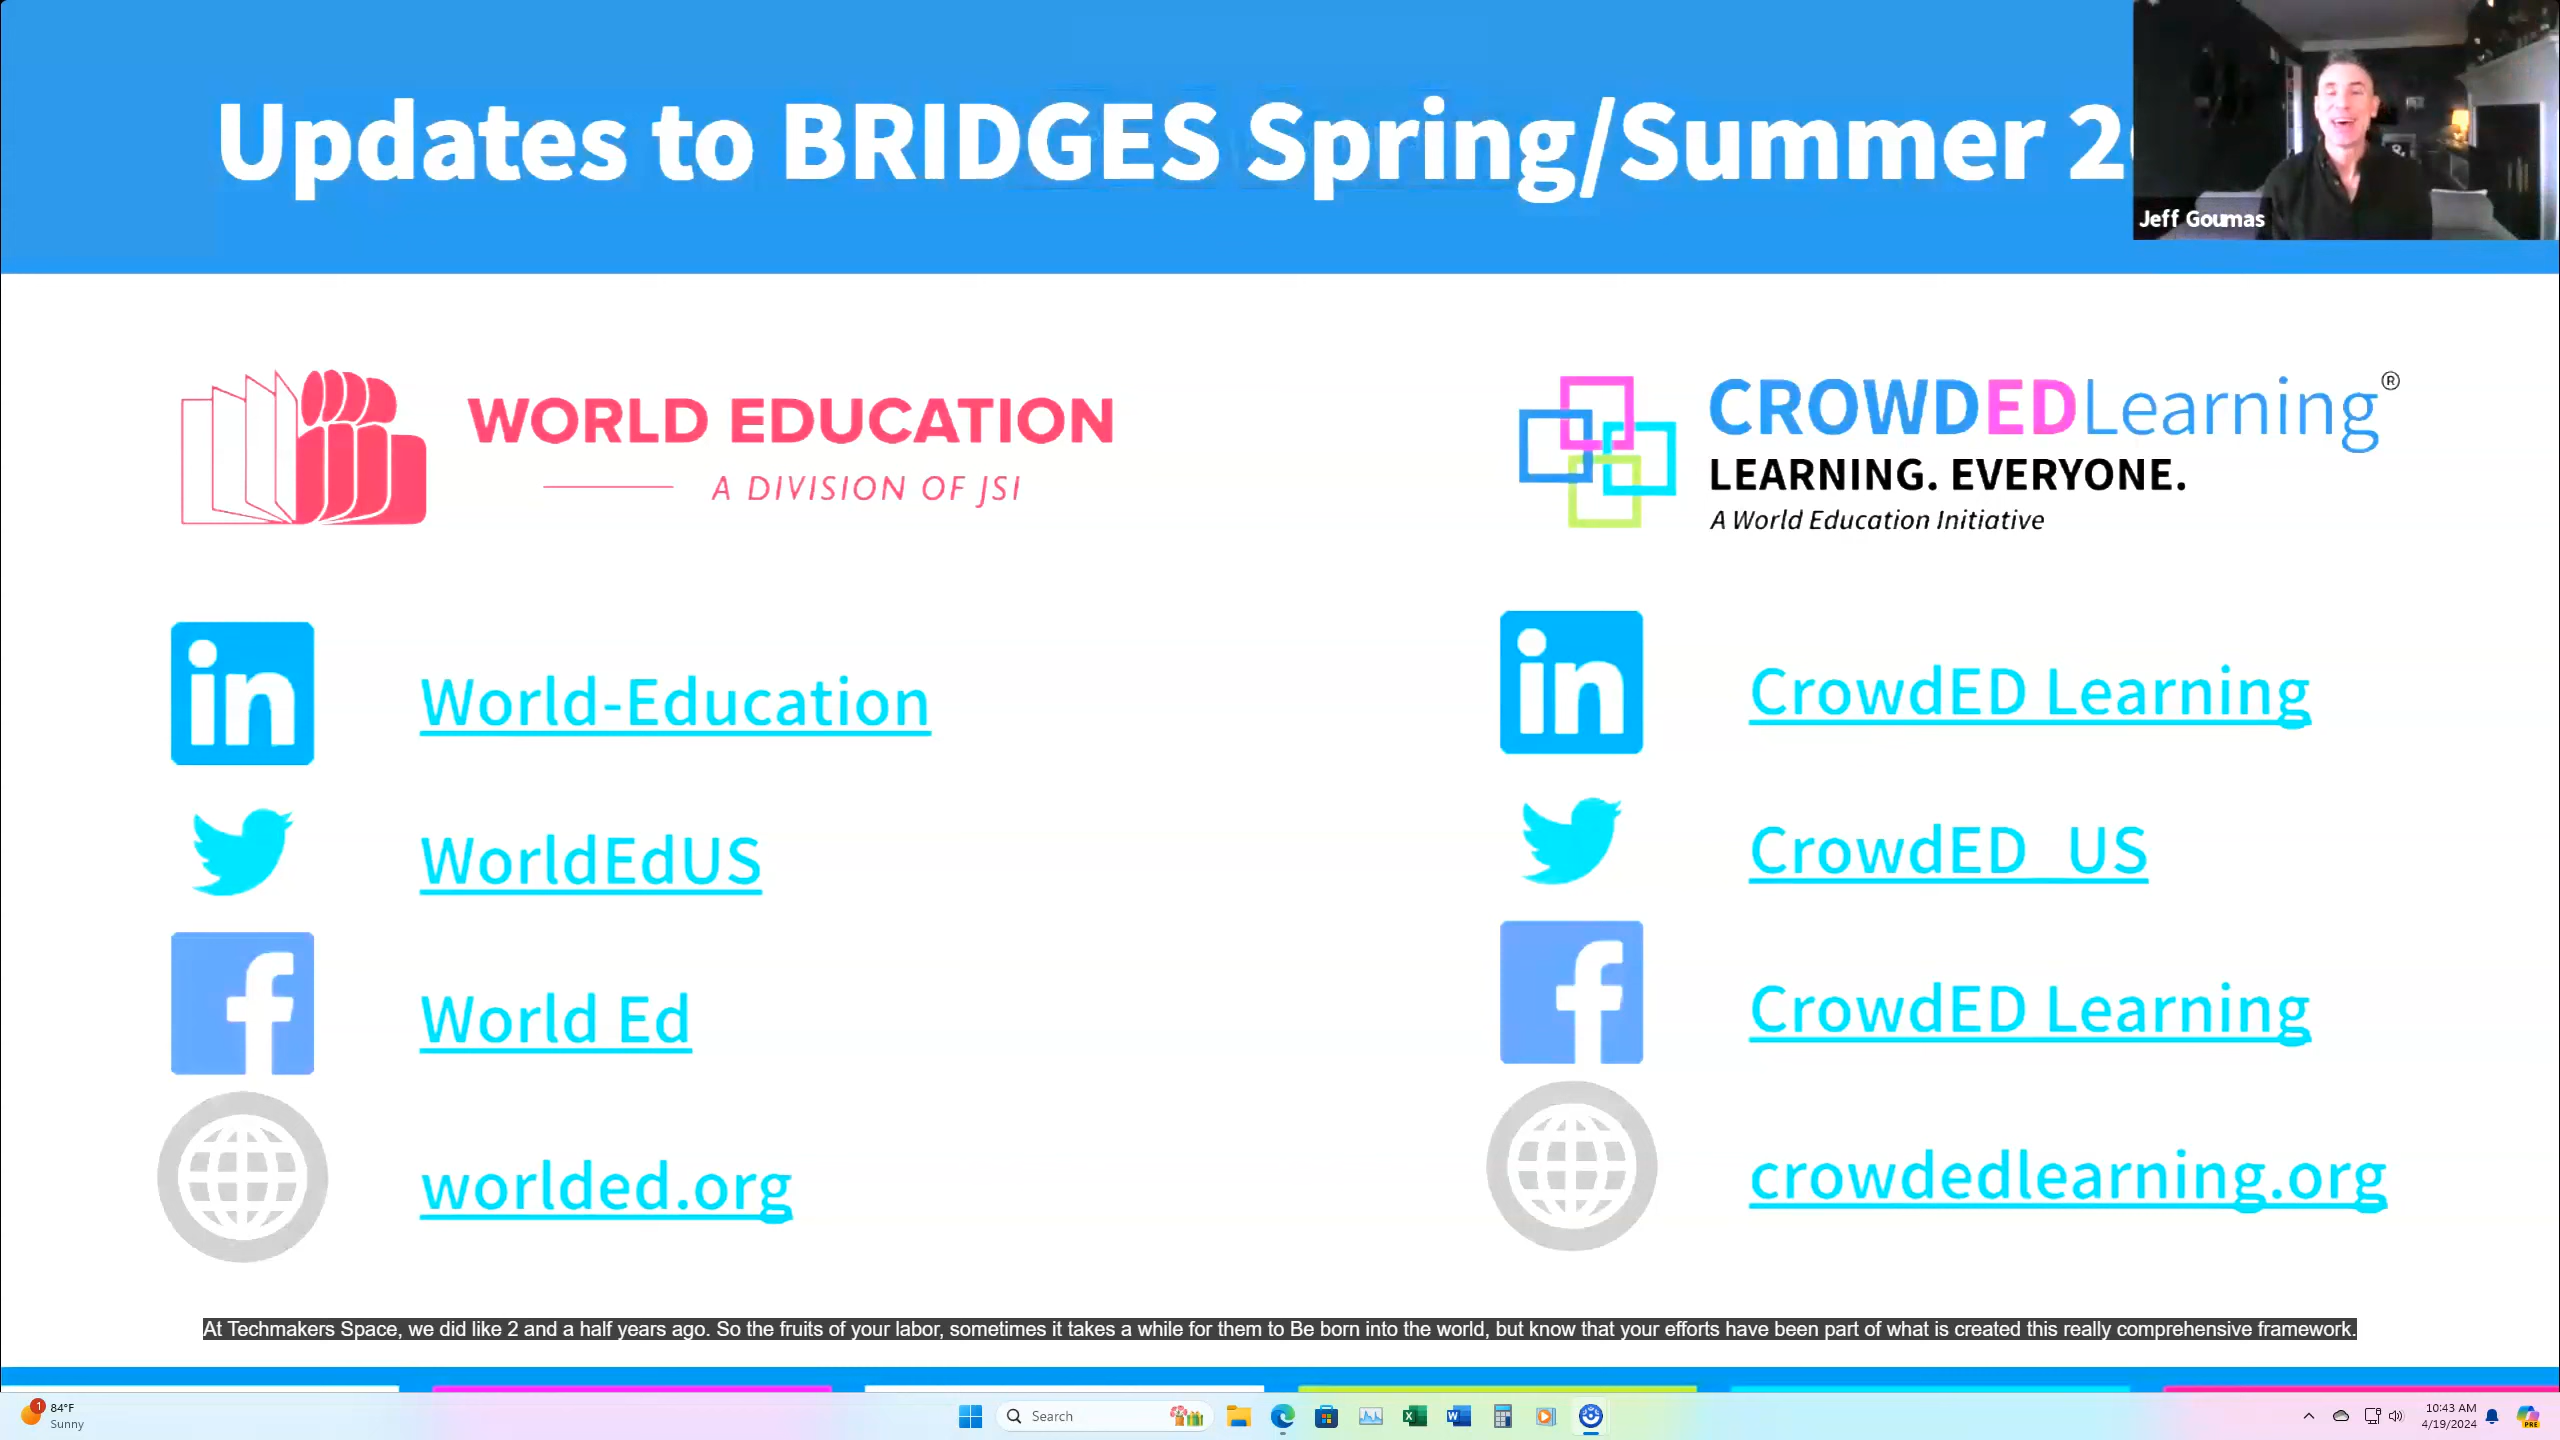 Updates to BRIDGES Spring/Summer 2
Jeff Goumas
WORLD EDUCATION
A DIVISION OF JSI
CROWDEDLearning®
LEARNING. EVERYONE.
A World Education Initiative
in World-Education
in CrowdED Learning
WorldEdUS
CrowdED_US
f World Ed
f CrowdED Learning
worlded.org
crowdedlearning.org
At Techmakers Space, we did like 2 and a half years ago. So the fruits of your labor, sometimes it takes a while for them to Be born into the world, but know that your efforts have been part of what is created this really comprehensive framework.
1
84°F
Sunny
Search
10:43 AM
4/19/2024
PRE